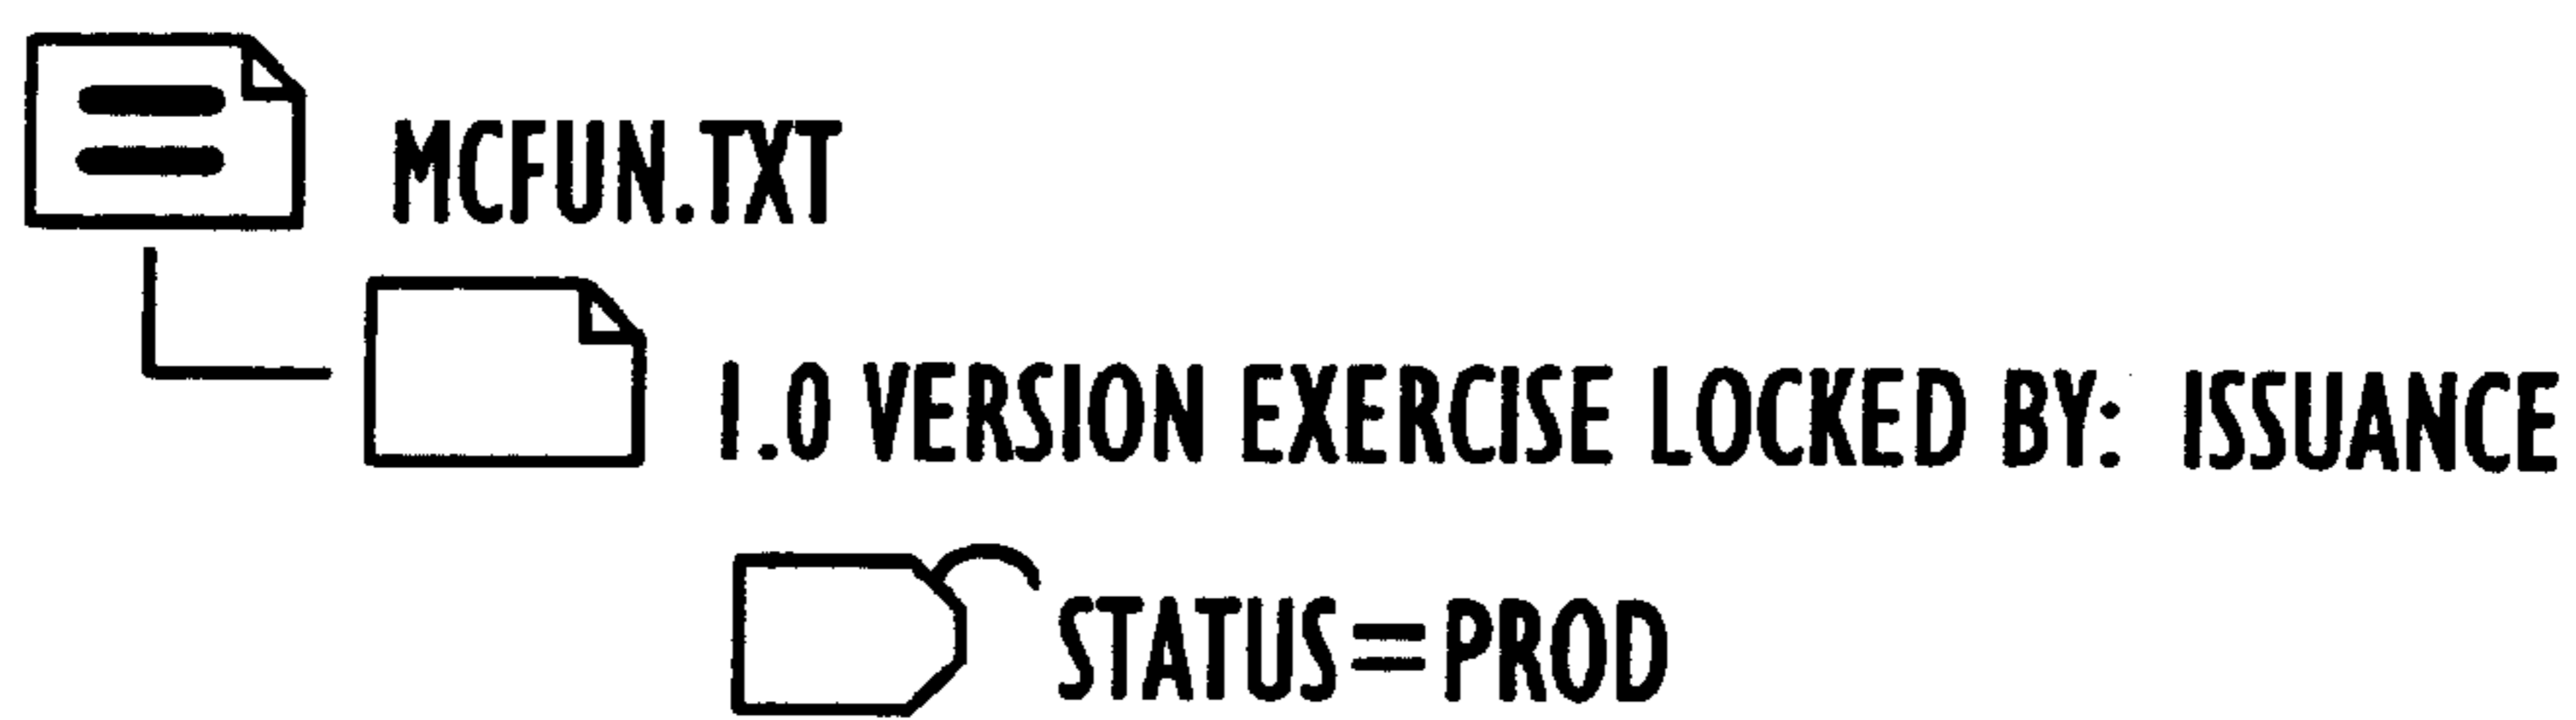 MCFUN.TXT
1.0 VERSION EXERCISE LOCKED BY: ISSUANCE
STATUS=PROD